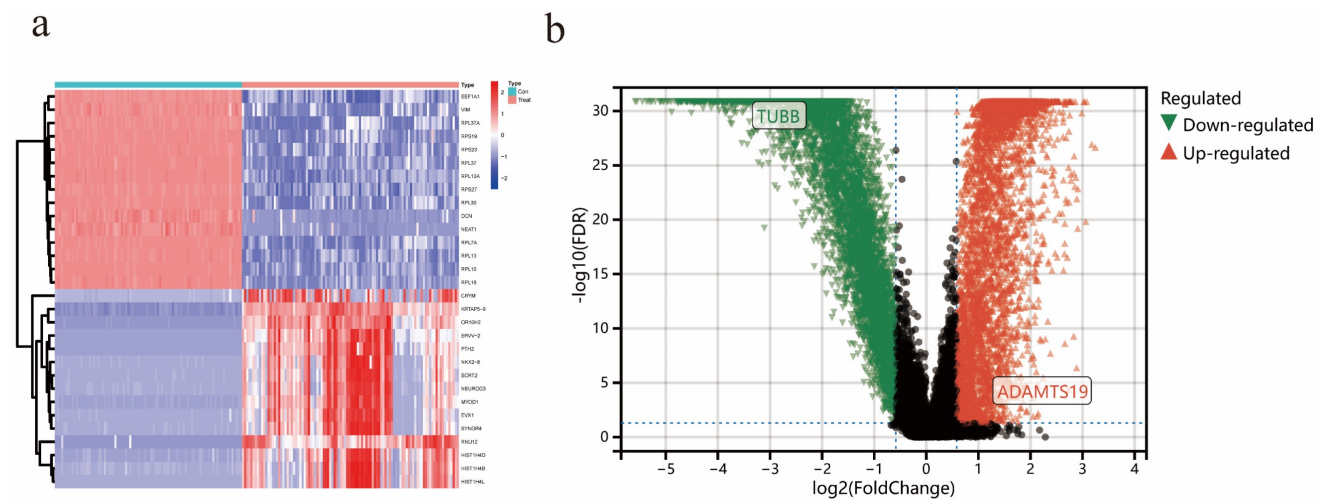 a
b
Type
EEF1A1
VIM
RPL37A
RPS19
RPS23
RPL37
RPL13A
RPS27
RPL30
DCN
NEAT1
RPL7A
RPL13
RPL10
RPL18
CRYM
KRTAP5-8
OR10H2
ERVV-2
PTH2
NKX2-8
SCRT2
NEUROG3
MYOD1
EVX1
SYNGR4
RNU12
HIST1H4D
HIST1H4B
HIST1H4L
2
1
0
-1
-2
Type
Con
Treat
-log10(FDR)
30
25
20
15
10
5
0
TUBB
ADAMTS19
−5 −4 −3 −2 −1 0 1 2 3 4
log2(FoldChange)
Regulated
Down-regulated
Up-regulated